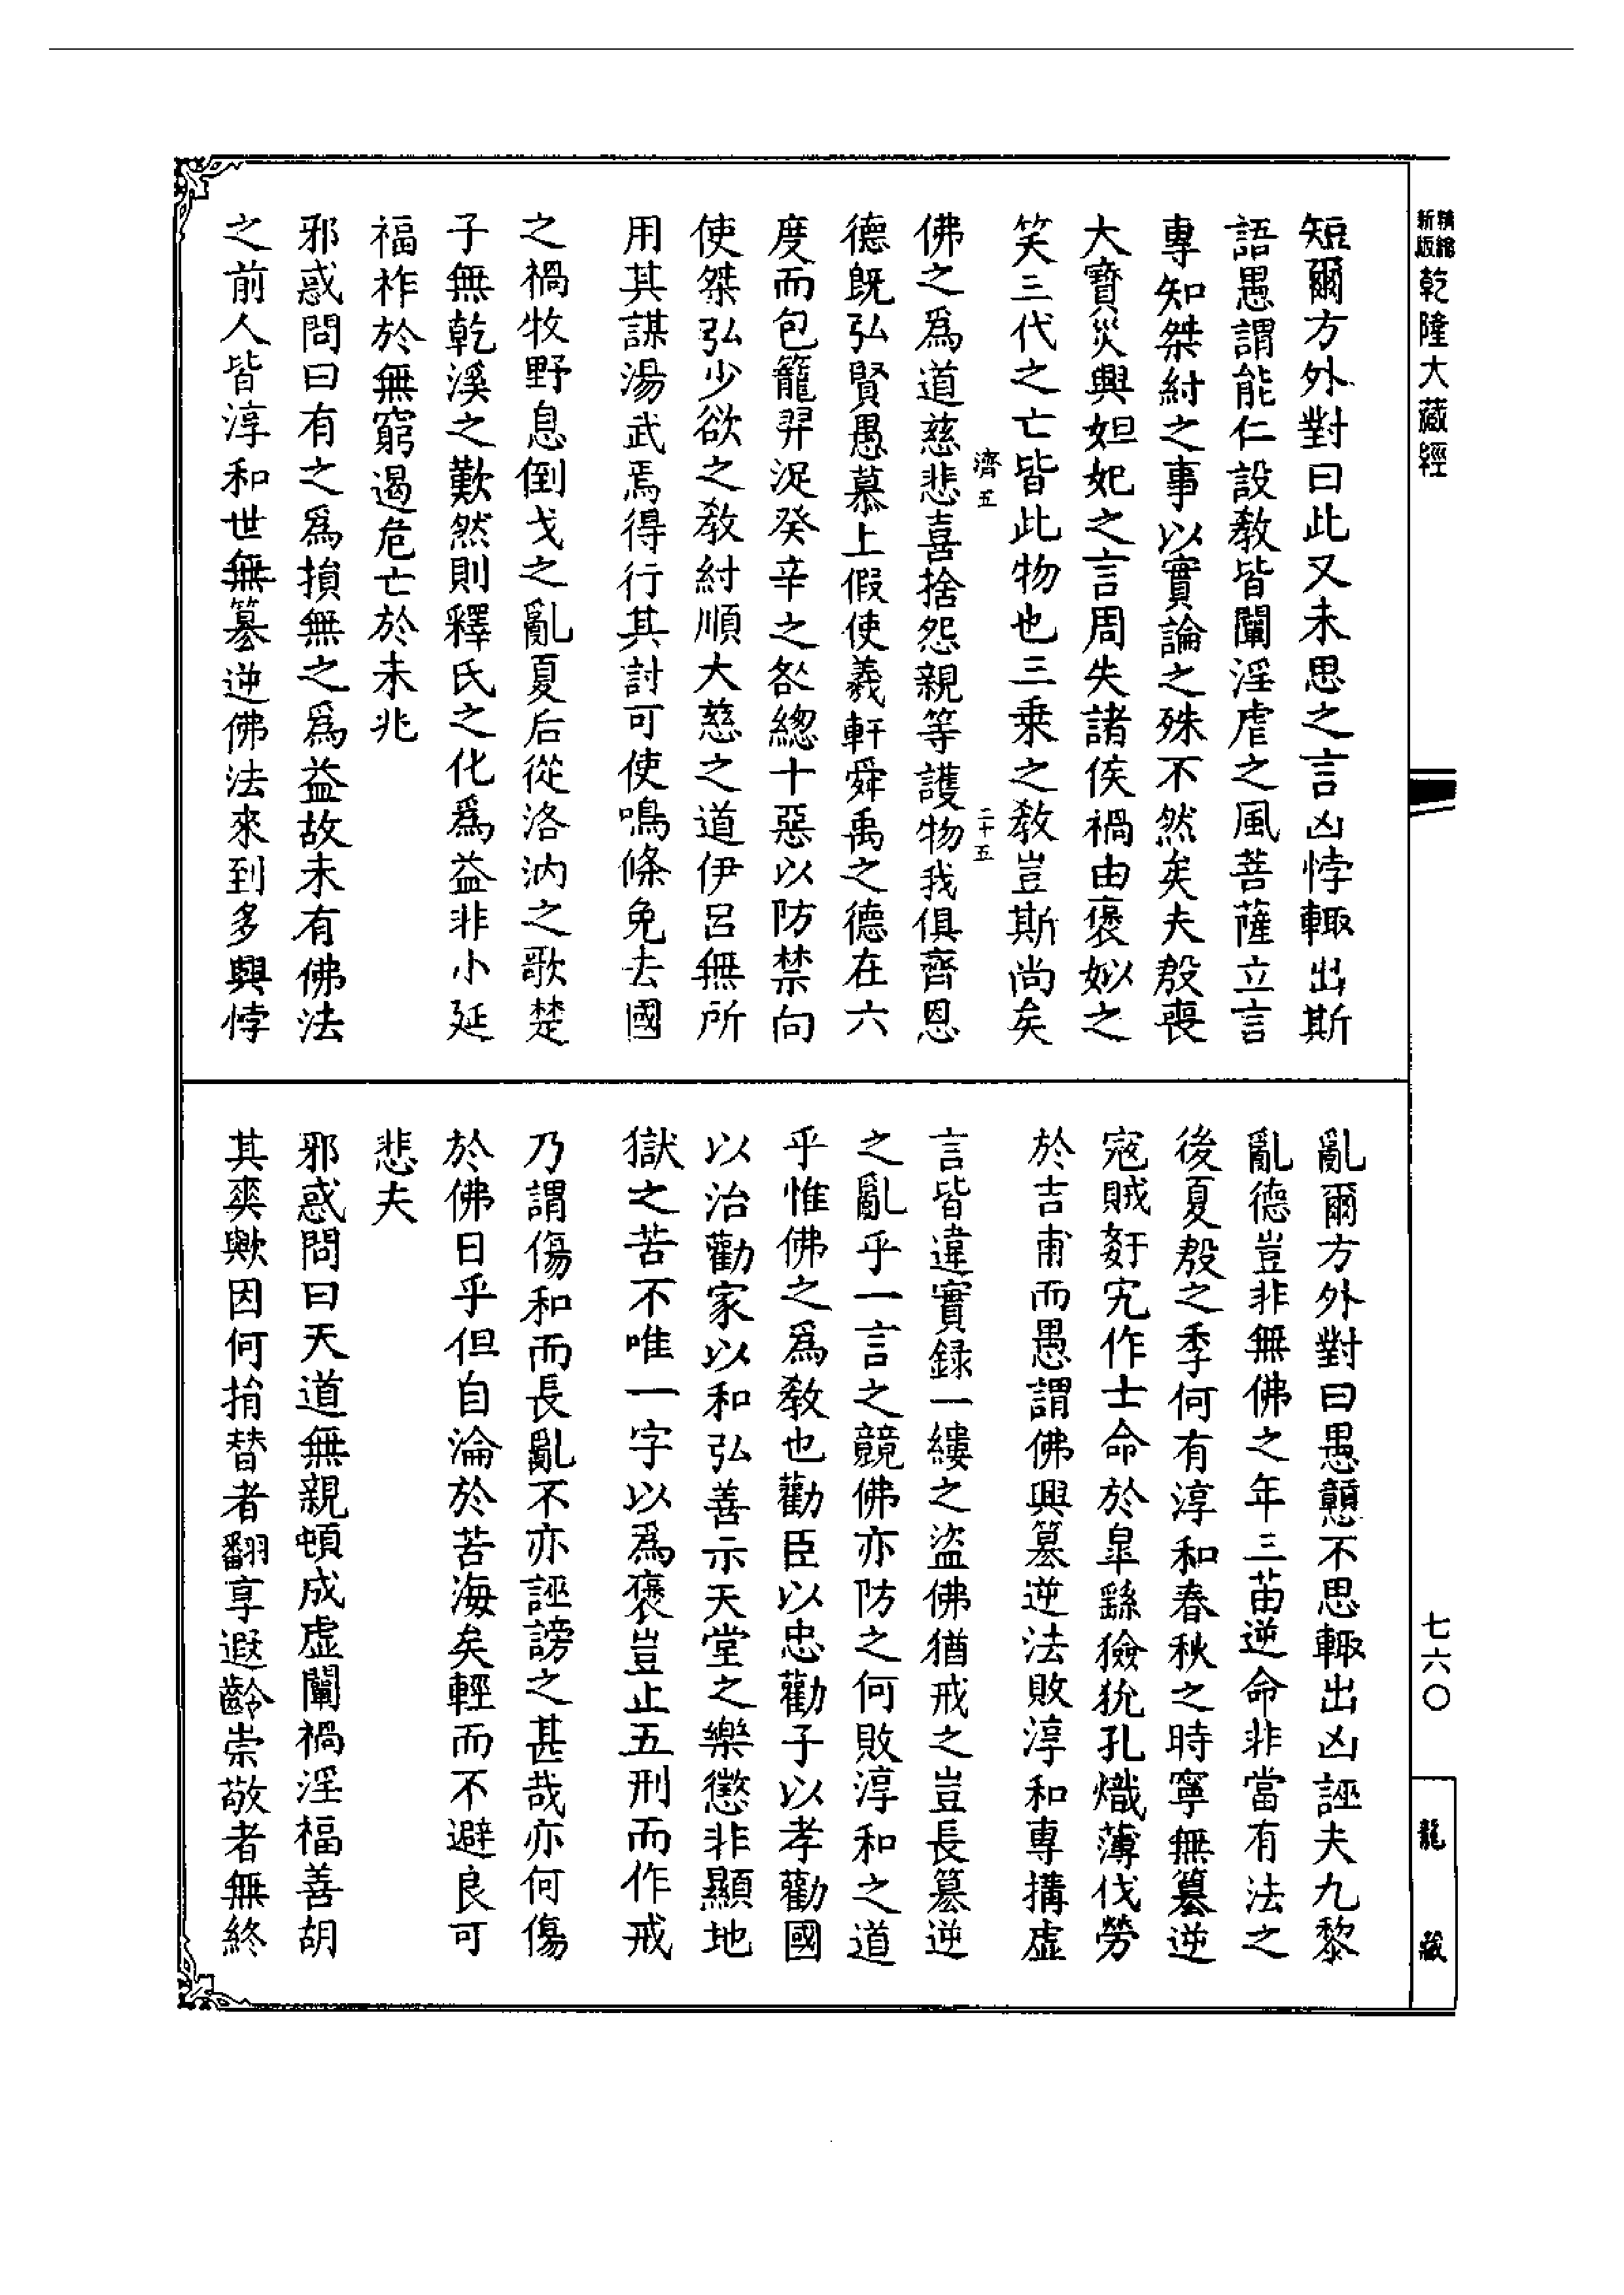 精縮
新版
乾隆大藏經
七六〇
龍藏
短爾方外對曰此又未思之言凶悖輙出斯
語愚謂能仁設教皆闡淫虐之風菩薩立言
專知桀紂之事以實論之殊不然矣夫殷喪
大寶災興妲妃之言周失諸侯禍由褒姒之
笑三代之亡皆此物也三乗之教豈斯尚矣
濟五
二十五
佛之爲道慈悲喜捨怨親等護物我俱齊恩
德旣弘賢愚慕上假使羲軒舜禹之德在六
度而包籠羿浞癸辛之咎緫十惡以防禁向
使桀弘少欲之教紂順大慈之道伊呂無所
用其謀湯武焉得行其討可使鳴條免去國
之禍牧野息倒戈之亂夏后從洛汭之歌楚
子無乾溪之歎然則釋氏之化爲益非小延
福祚於無窮遏危亡於未兆
邪惑問曰有之爲損無之爲益故未有佛法
之前人皆淳和世無篡逆佛法來到多興悖
亂爾方外對曰愚戇不思輙出凶誣夫九黎
亂德豈非無佛之年三苗逆命非當有法之
後夏殷之季何有淳和春秋之時寧無篡逆
寇賊姧宄作士命於臯繇獫狁孔熾薄伐勞
於吉甫而愚謂佛興篡逆法敗淳和專搆虛
言皆違實録一縷之盜佛猶戒之豈長篡逆
之亂乎一言之競佛亦防之何敗淳和之道
乎惟佛之爲教也勸臣以忠勸子以孝勸國
以治勸家以和弘善示天堂之樂懲非顯地
獄之苦不唯一字以爲褒豈止五刑而作戒
乃謂傷和而長亂不亦誣謗之甚哉亦何傷
於佛日乎但自淪於苦海矣輕而不避良可
悲夫
邪惑問曰天道無親頓成虛闡禍淫福善胡
其爽歟因何捐替者翻享遐齡崇敬者無終